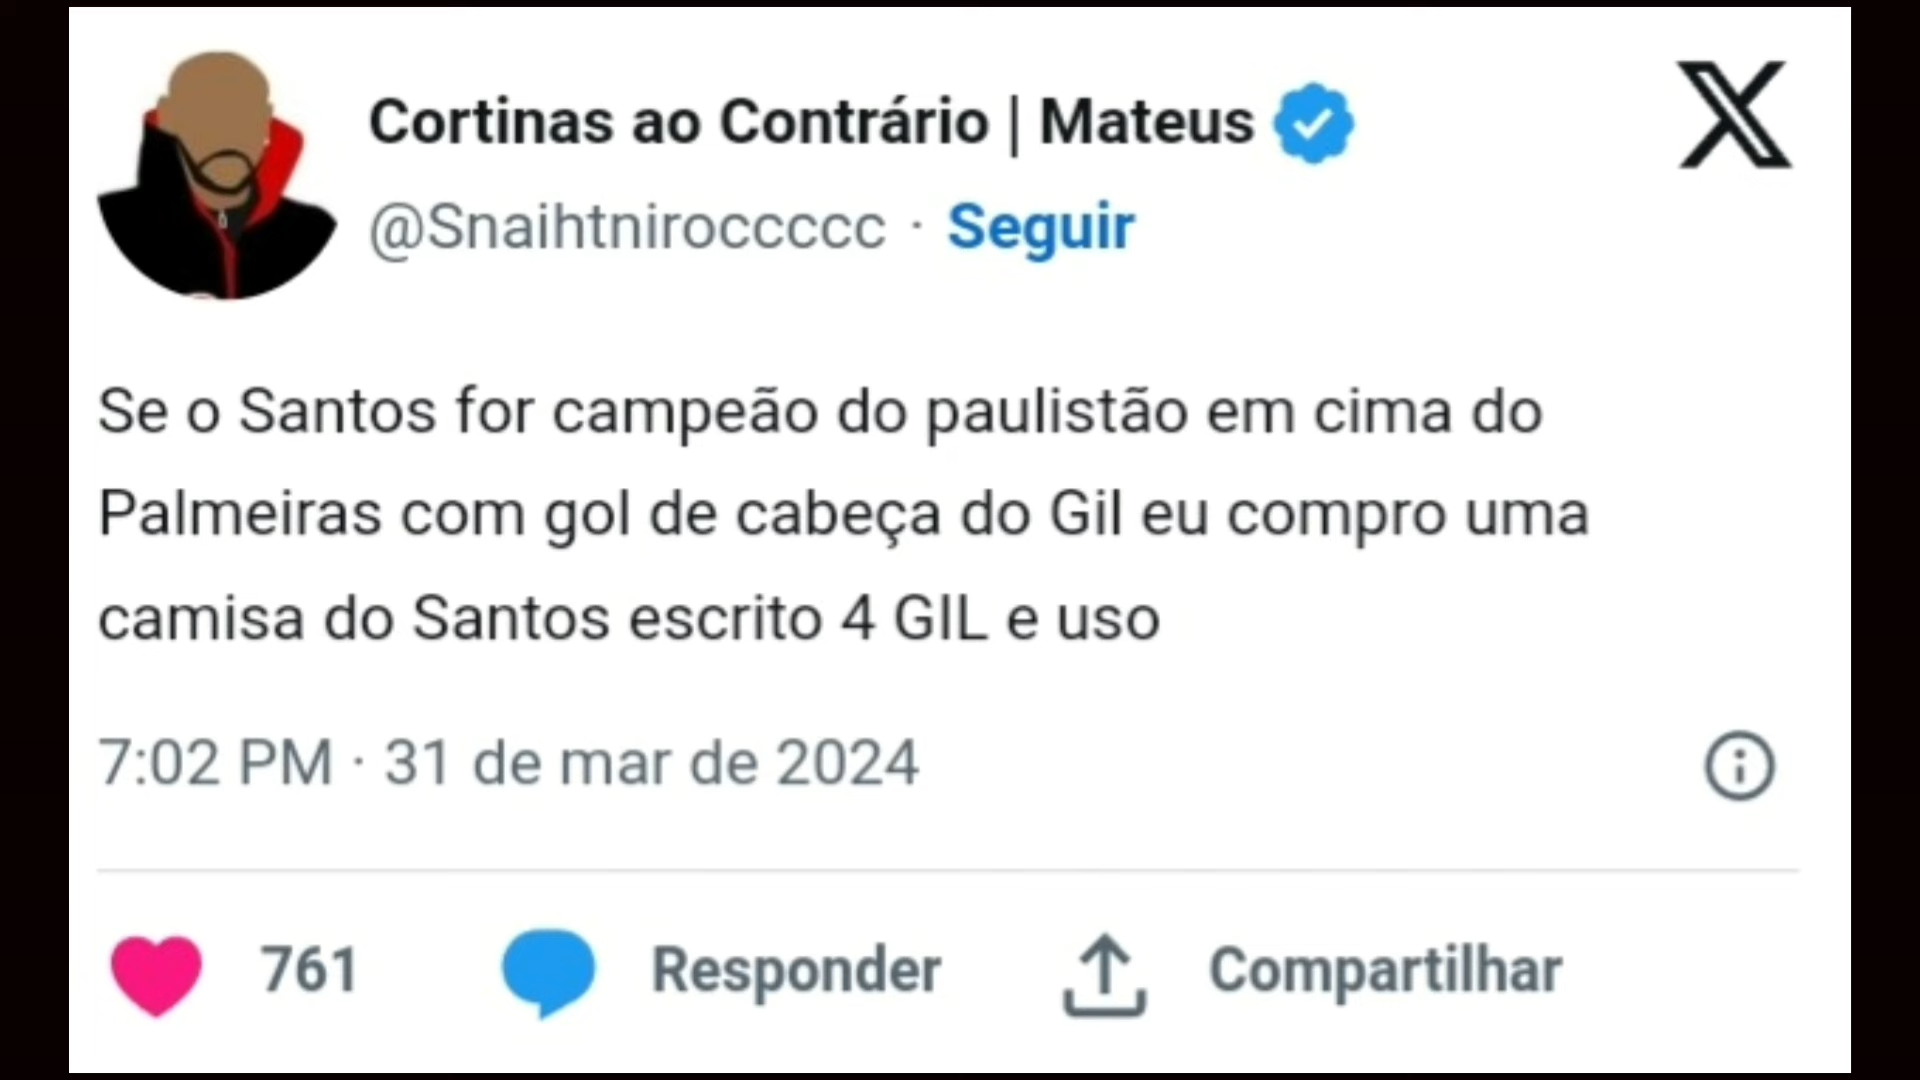 Cortinas ao Contrário | Mateus
@Snaihtniroccccc · Seguir
Se o Santos for campeão do paulistão em cima do
Palmeiras com gol de cabeça do Gil eu compro uma
camisa do Santos escrito 4 GIL e uso
7:02 PM · 31 de mar de 2024
761 Responder Compartilhar